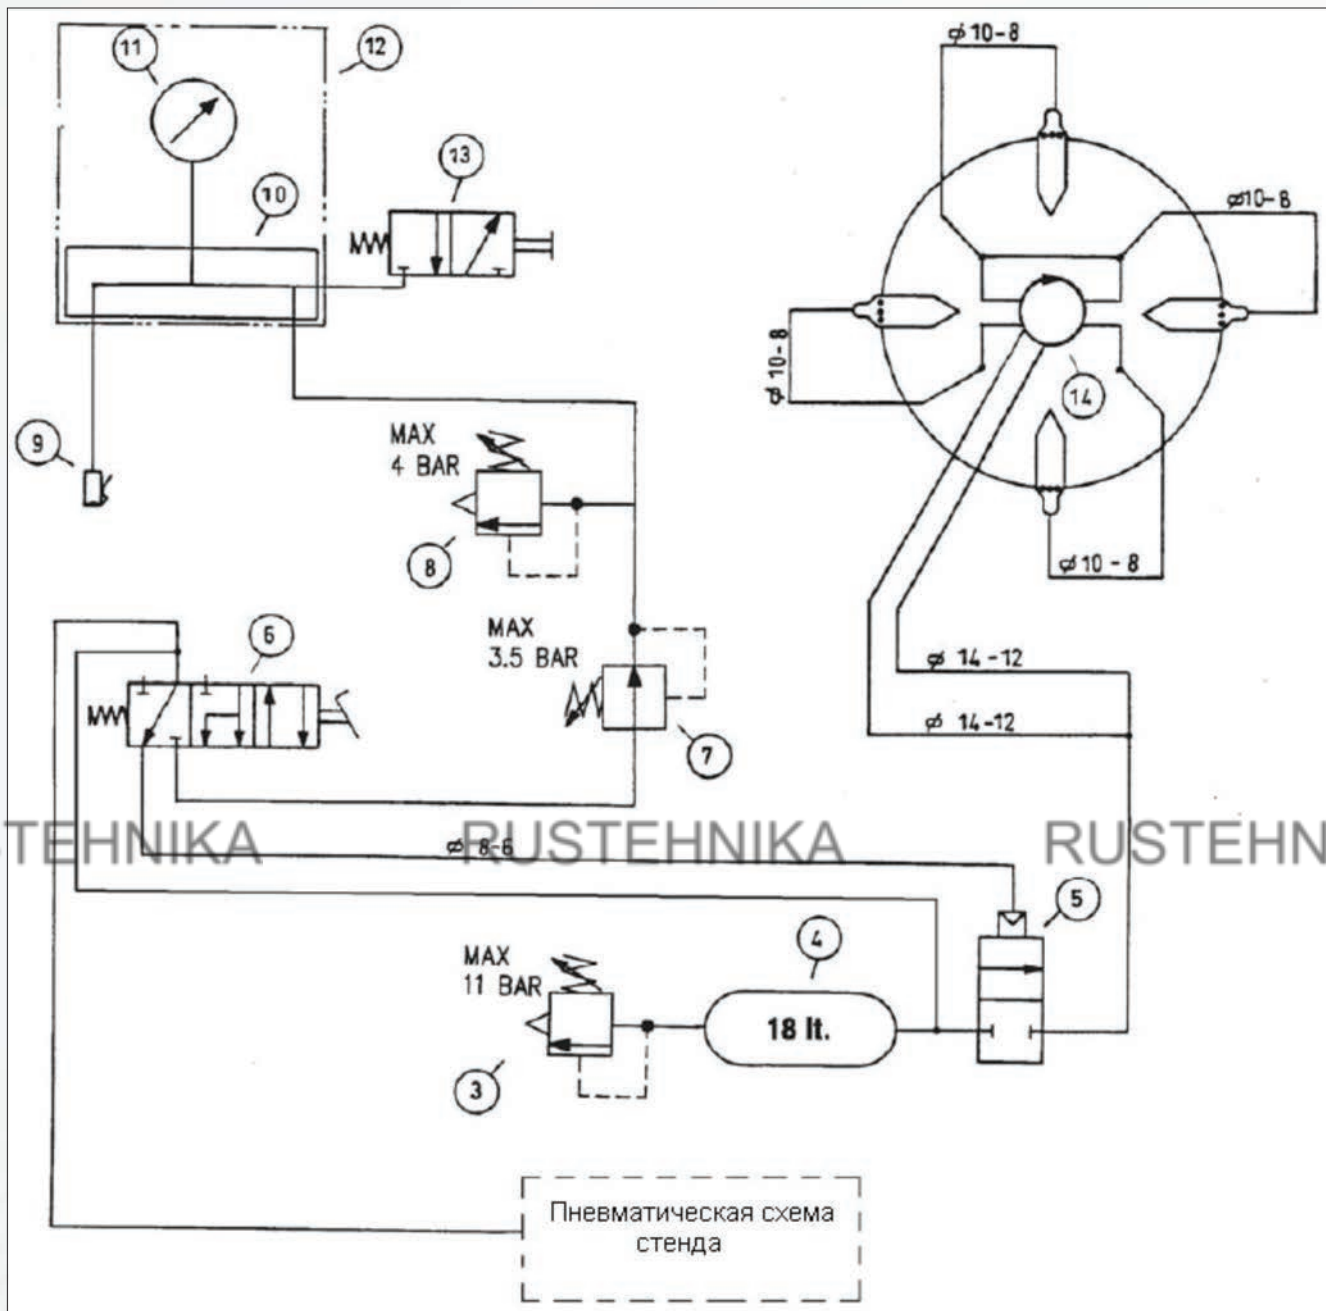 ø 10-8
11
12
13
10
ø10-8
ø 10-8
14
9
MAX
4 BAR
8
ø 10-8
6
MAX
3.5 BAR
ø 14-12
ø 14-12
7
TEHNIKA RUSTEHNIKA RUSTEHN
ø 8-6
5
4
MAX
11 BAR
18 lt.
3
Пневматическая схема
стенда